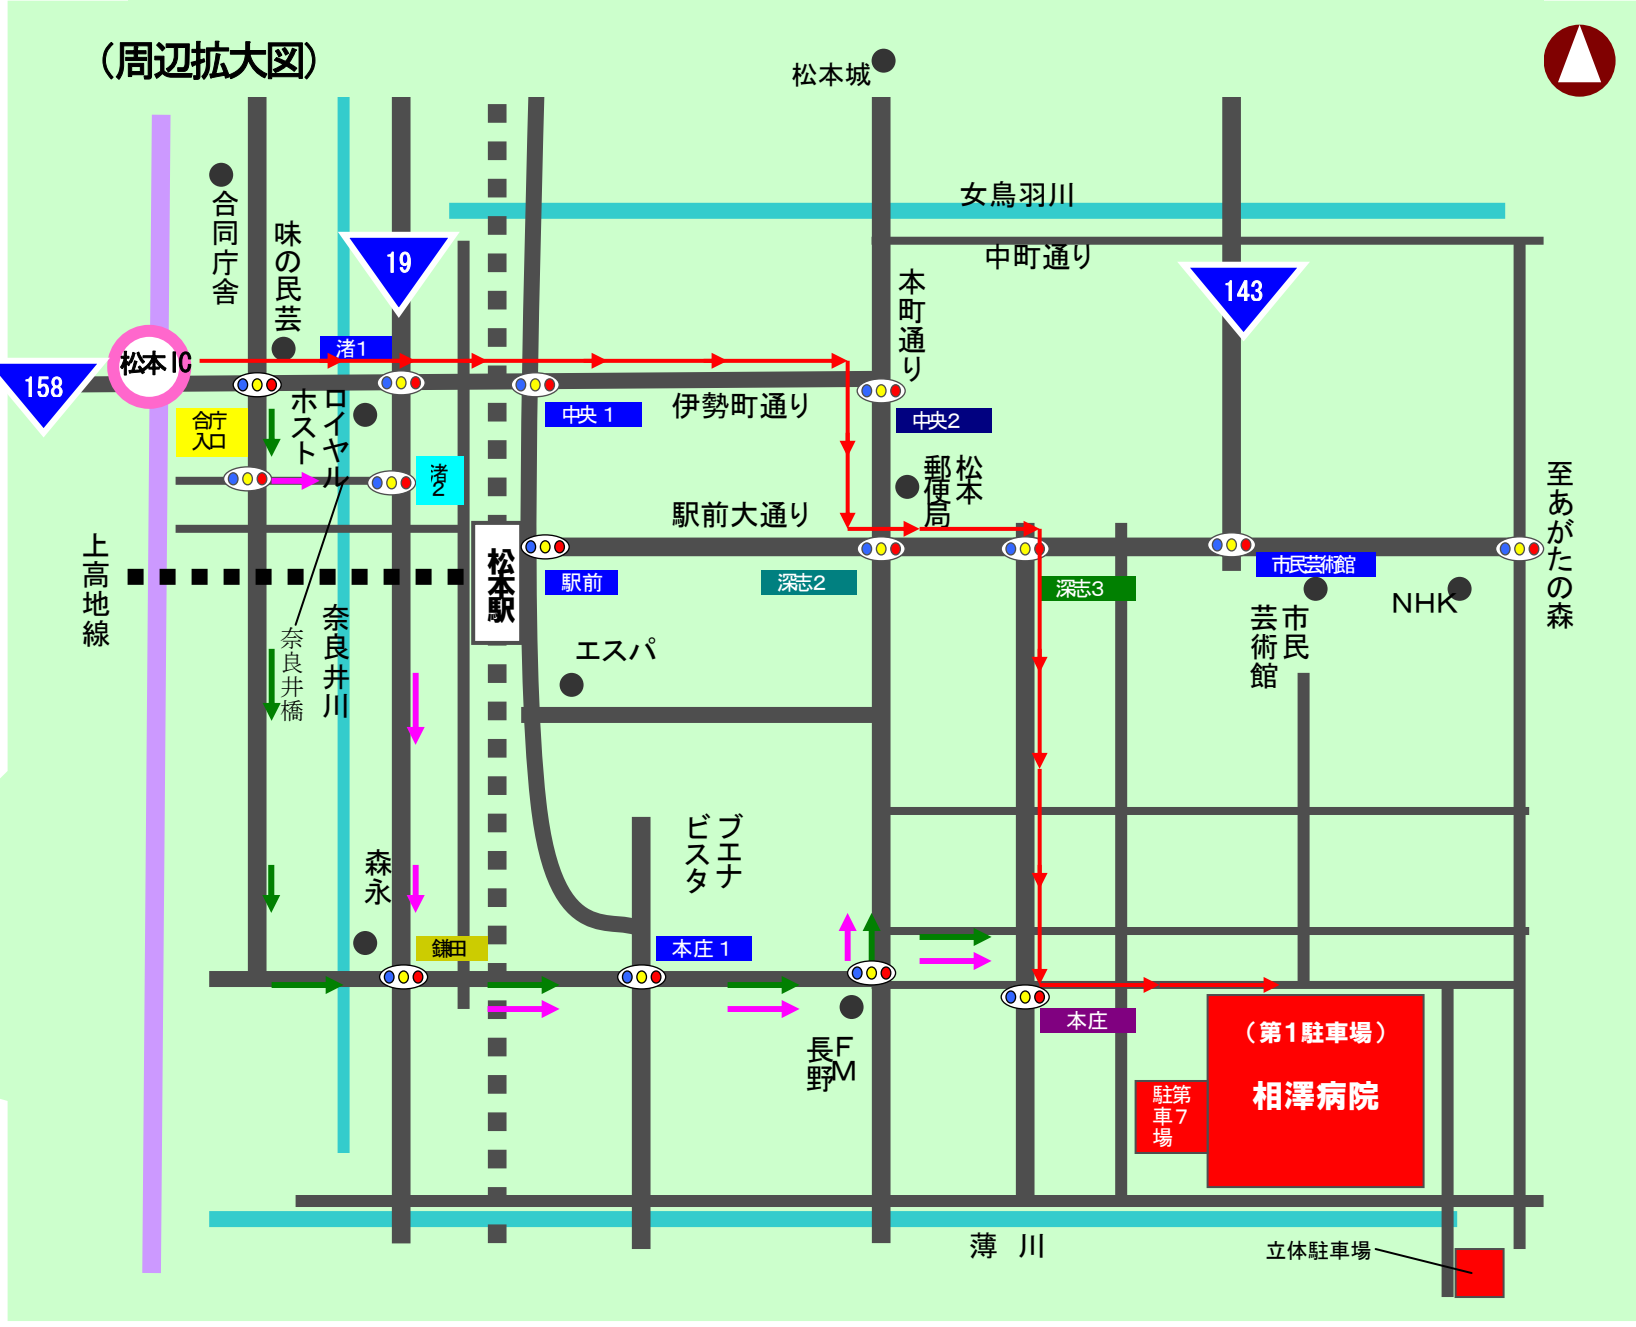 （周辺拡大図）
松本城
合同庁舎
味の民芸
19
女鳥羽川
中町通り
本町通り
143
松本IC
158
渚1
合庁
入口
ロイヤル
ホスト
渚
2
中央１
伊勢町通り
中央2
松本
郵便局
駅前大通り
上高地線
松本駅
駅前
深志2
深志3
市民芸術館
市民
芸術館
NHK
至あがたの森
奈良井橋
奈良井川
エスパ
ブエナ
ビスタ
森永
鎌田
本庄１
FM
長野
本庄
（第1駐車場）
相澤病院
第７
駐車場
薄　川
立体駐車場